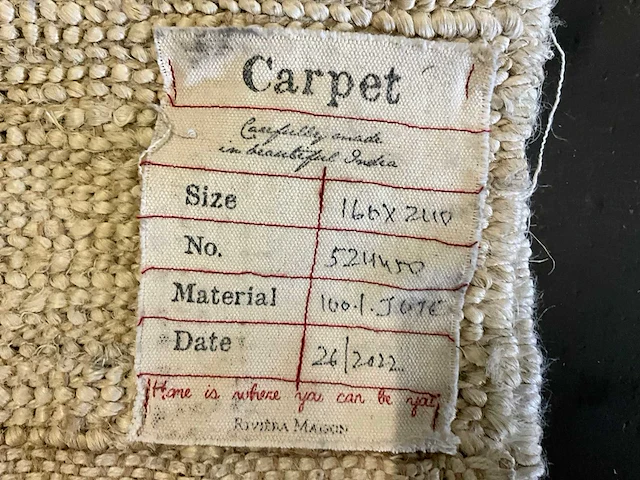 Carpet
Carefully made
in beautiful India
Size 160X240
No. 524450
Material 100% JUTE
Date 26/2022
Home is where you can be you
RIVIÈRA MAISON